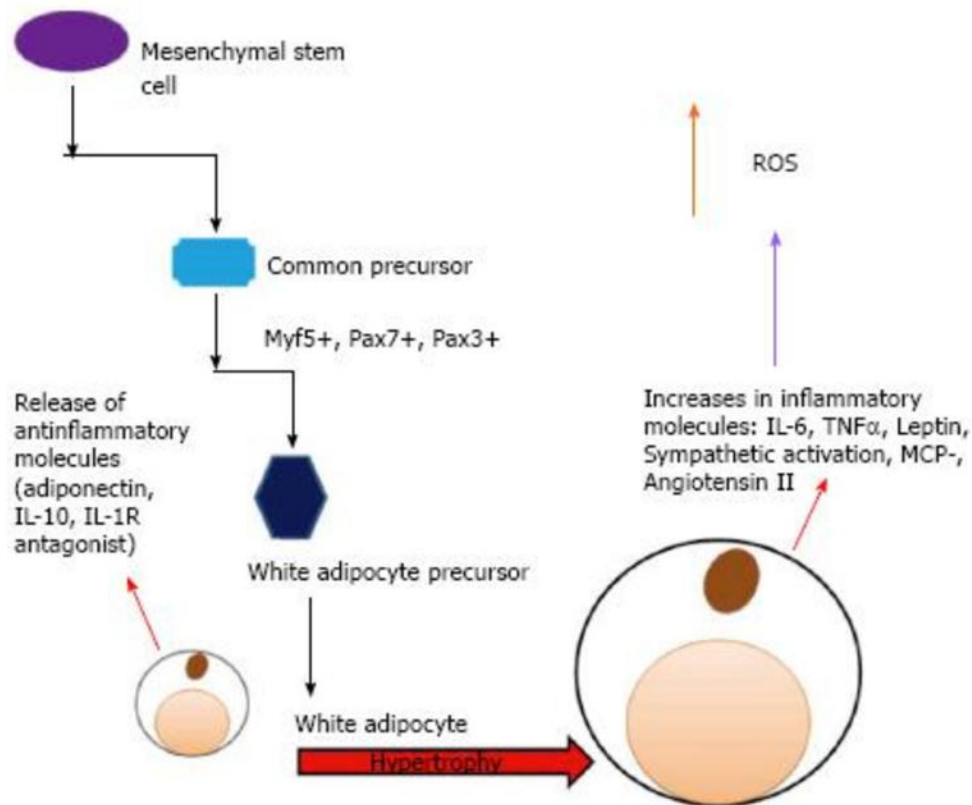 Mesenchymal stem
cell
ROS
Common precursor
Myf5+, Pax7+, Pax3+
Release of
antinflammatory
molecules
(adiponectin,
IL-10, IL-1R
antagonist)
Increases in inflammatory
molecules: IL-6, TNFα, Leptin,
Sympathetic activation, MCP-,
Angiotensin II
White adipocyte precursor
White adipocyte
Hypertrophy